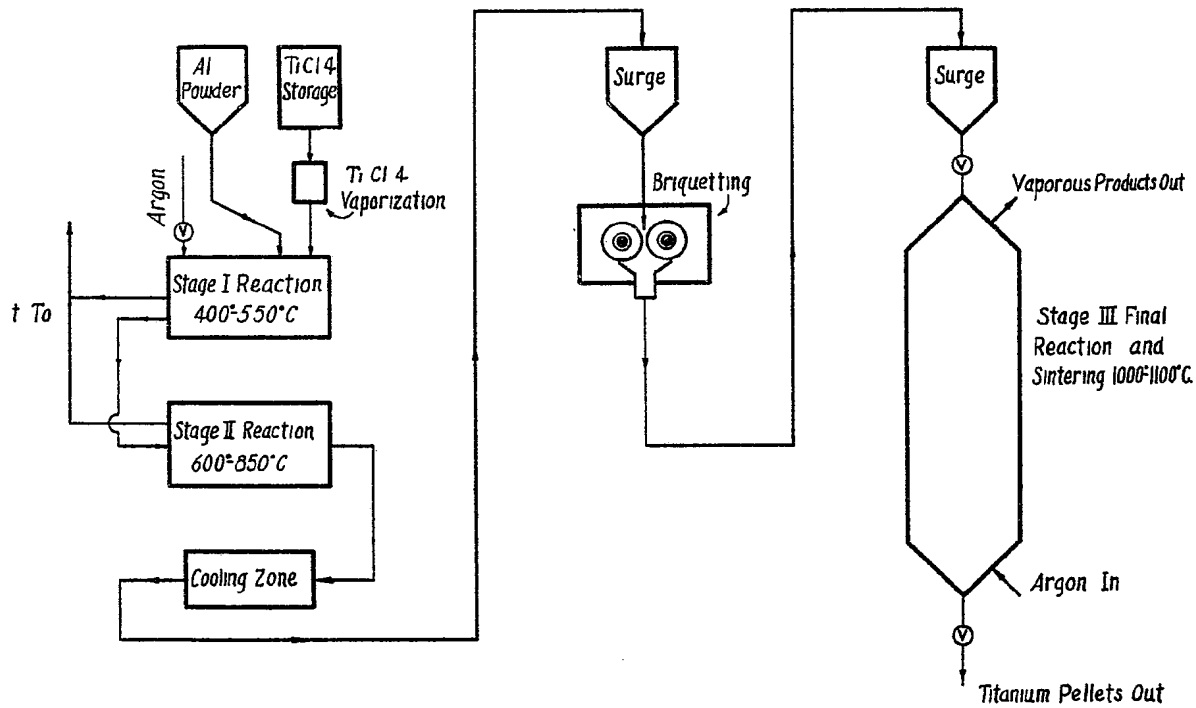 Al
Powder
TiCl 4
Storage
Argon
V
Ti Cl 4
Vaporization
Stage I Reaction
400°-550°C
t To
Stage II Reaction
600°-850°C
Cooling Zone
Surge
Briquetting
Surge
V
Vaporous Products Out
Stage III Final
Reaction and
Sintering 1000°-1100°C.
Argon In
V
Titanium Pellets Out